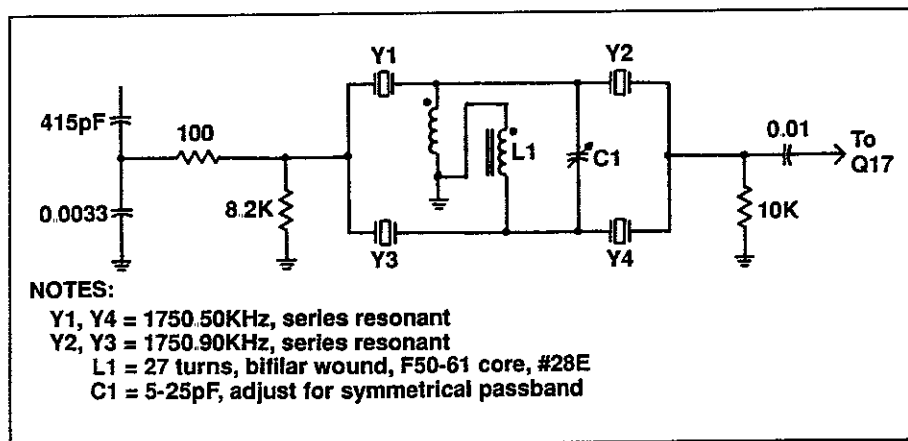 Y1
Y2
415pF
100
0.01
To
Q17
L1
C1
0.0033
8.2K
10K
Y3
Y4
NOTES:
Y1, Y4 = 1750.50KHz, series resonant
Y2, Y3 = 1750.90KHz, series resonant
L1 = 27 turns, bifilar wound, F50-61 core, #28E
C1 = 5-25pF, adjust for symmetrical passband